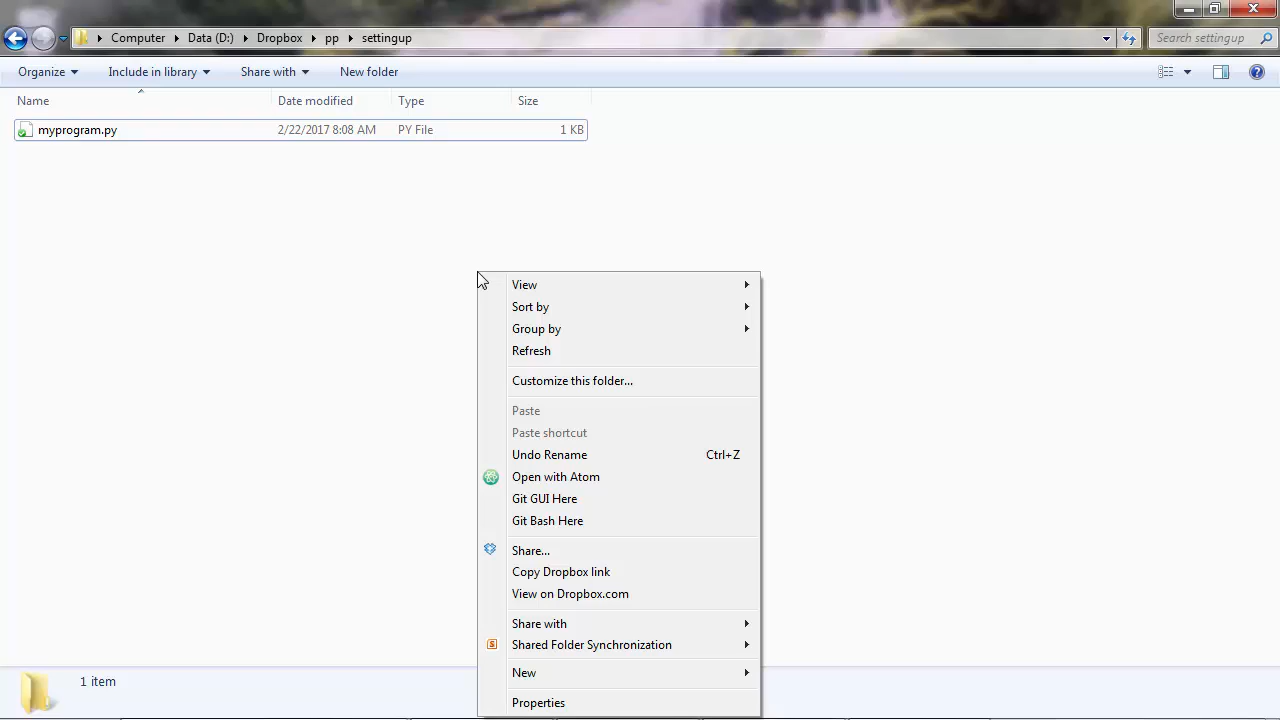 Computer Data (D:) Dropbox pp settingup Search settingup
Organize Include in library Share with New folder
Name Date modified Type Size
myprogram.py 2/22/2017 8:08 AM PY File 1 KB
View
Sort by
Group by
Refresh
Customize this folder...
Paste
Paste shortcut
Undo Rename Ctrl+Z
Open with Atom
Git GUI Here
Git Bash Here
Share...
Copy Dropbox link
View on Dropbox.com
Share with
Shared Folder Synchronization
New
Properties
1 item